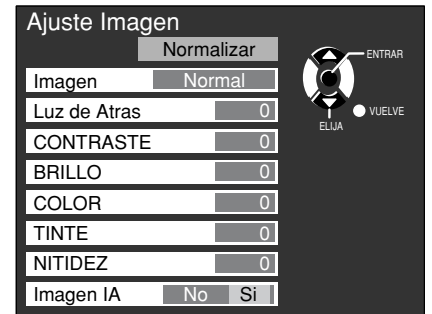 Ajuste Imagen
Normalizar
Imagen Normal
Luz de Atras 0
CONTRASTE 0
BRILLO 0
COLOR 0
TINTE 0
NITIDEZ 0
Imagen IA No Si
ENTRAR
VUELVE
ELIJA